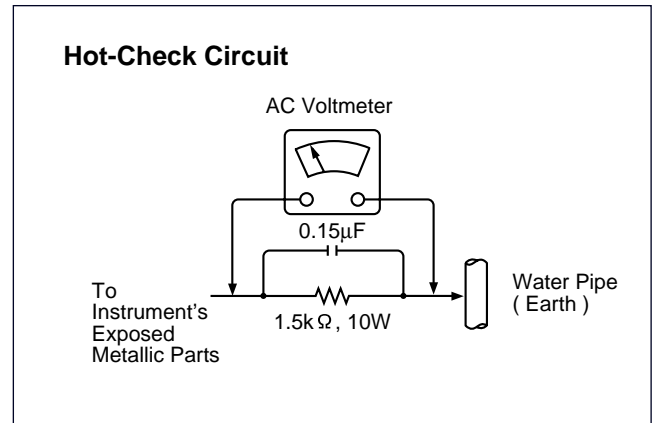 Hot-Check Circuit
AC Voltmeter
0.15μF
To
Instrument's
Exposed
Metallic Parts
1.5kΩ, 10W
Water Pipe
( Earth )